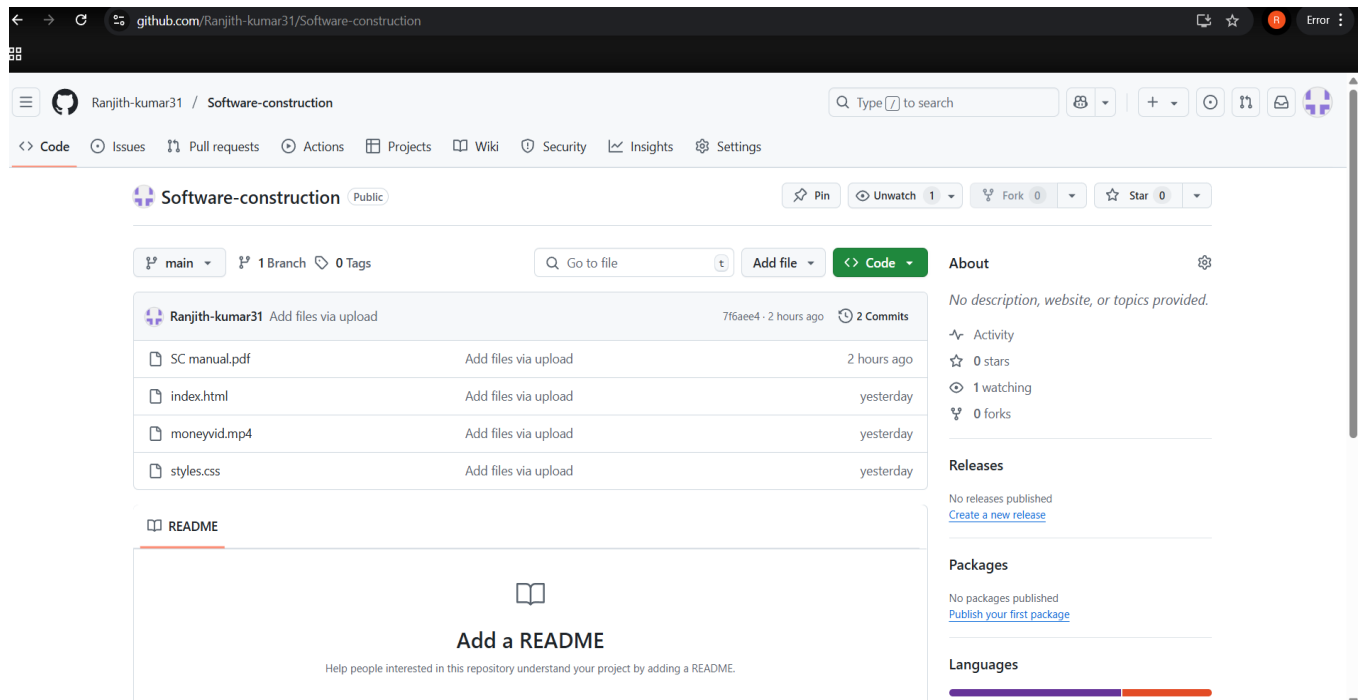 github.com/Ranjith-kumar31/Software-construction
R
Error
Ranjith-kumar31 / Software-construction
Type / to search
Code Issues Pull requests Actions Projects Wiki Security Insights Settings
Software-construction Public
Pin Unwatch 1 Fork 0 Star 0
main 1 Branch 0 Tags Go to file t Add file Code
Ranjith-kumar31 Add files via upload 7f6aee4 · 2 hours ago 2 Commits
SC manual.pdf Add files via upload 2 hours ago
index.html Add files via upload yesterday
moneyvid.mp4 Add files via upload yesterday
styles.css Add files via upload yesterday
README
Add a README
Help people interested in this repository understand your project by adding a README.
About
No description, website, or topics provided.
Activity
0 stars
1 watching
0 forks
Releases
No releases published
Create a new release
Packages
No packages published
Publish your first package
Languages